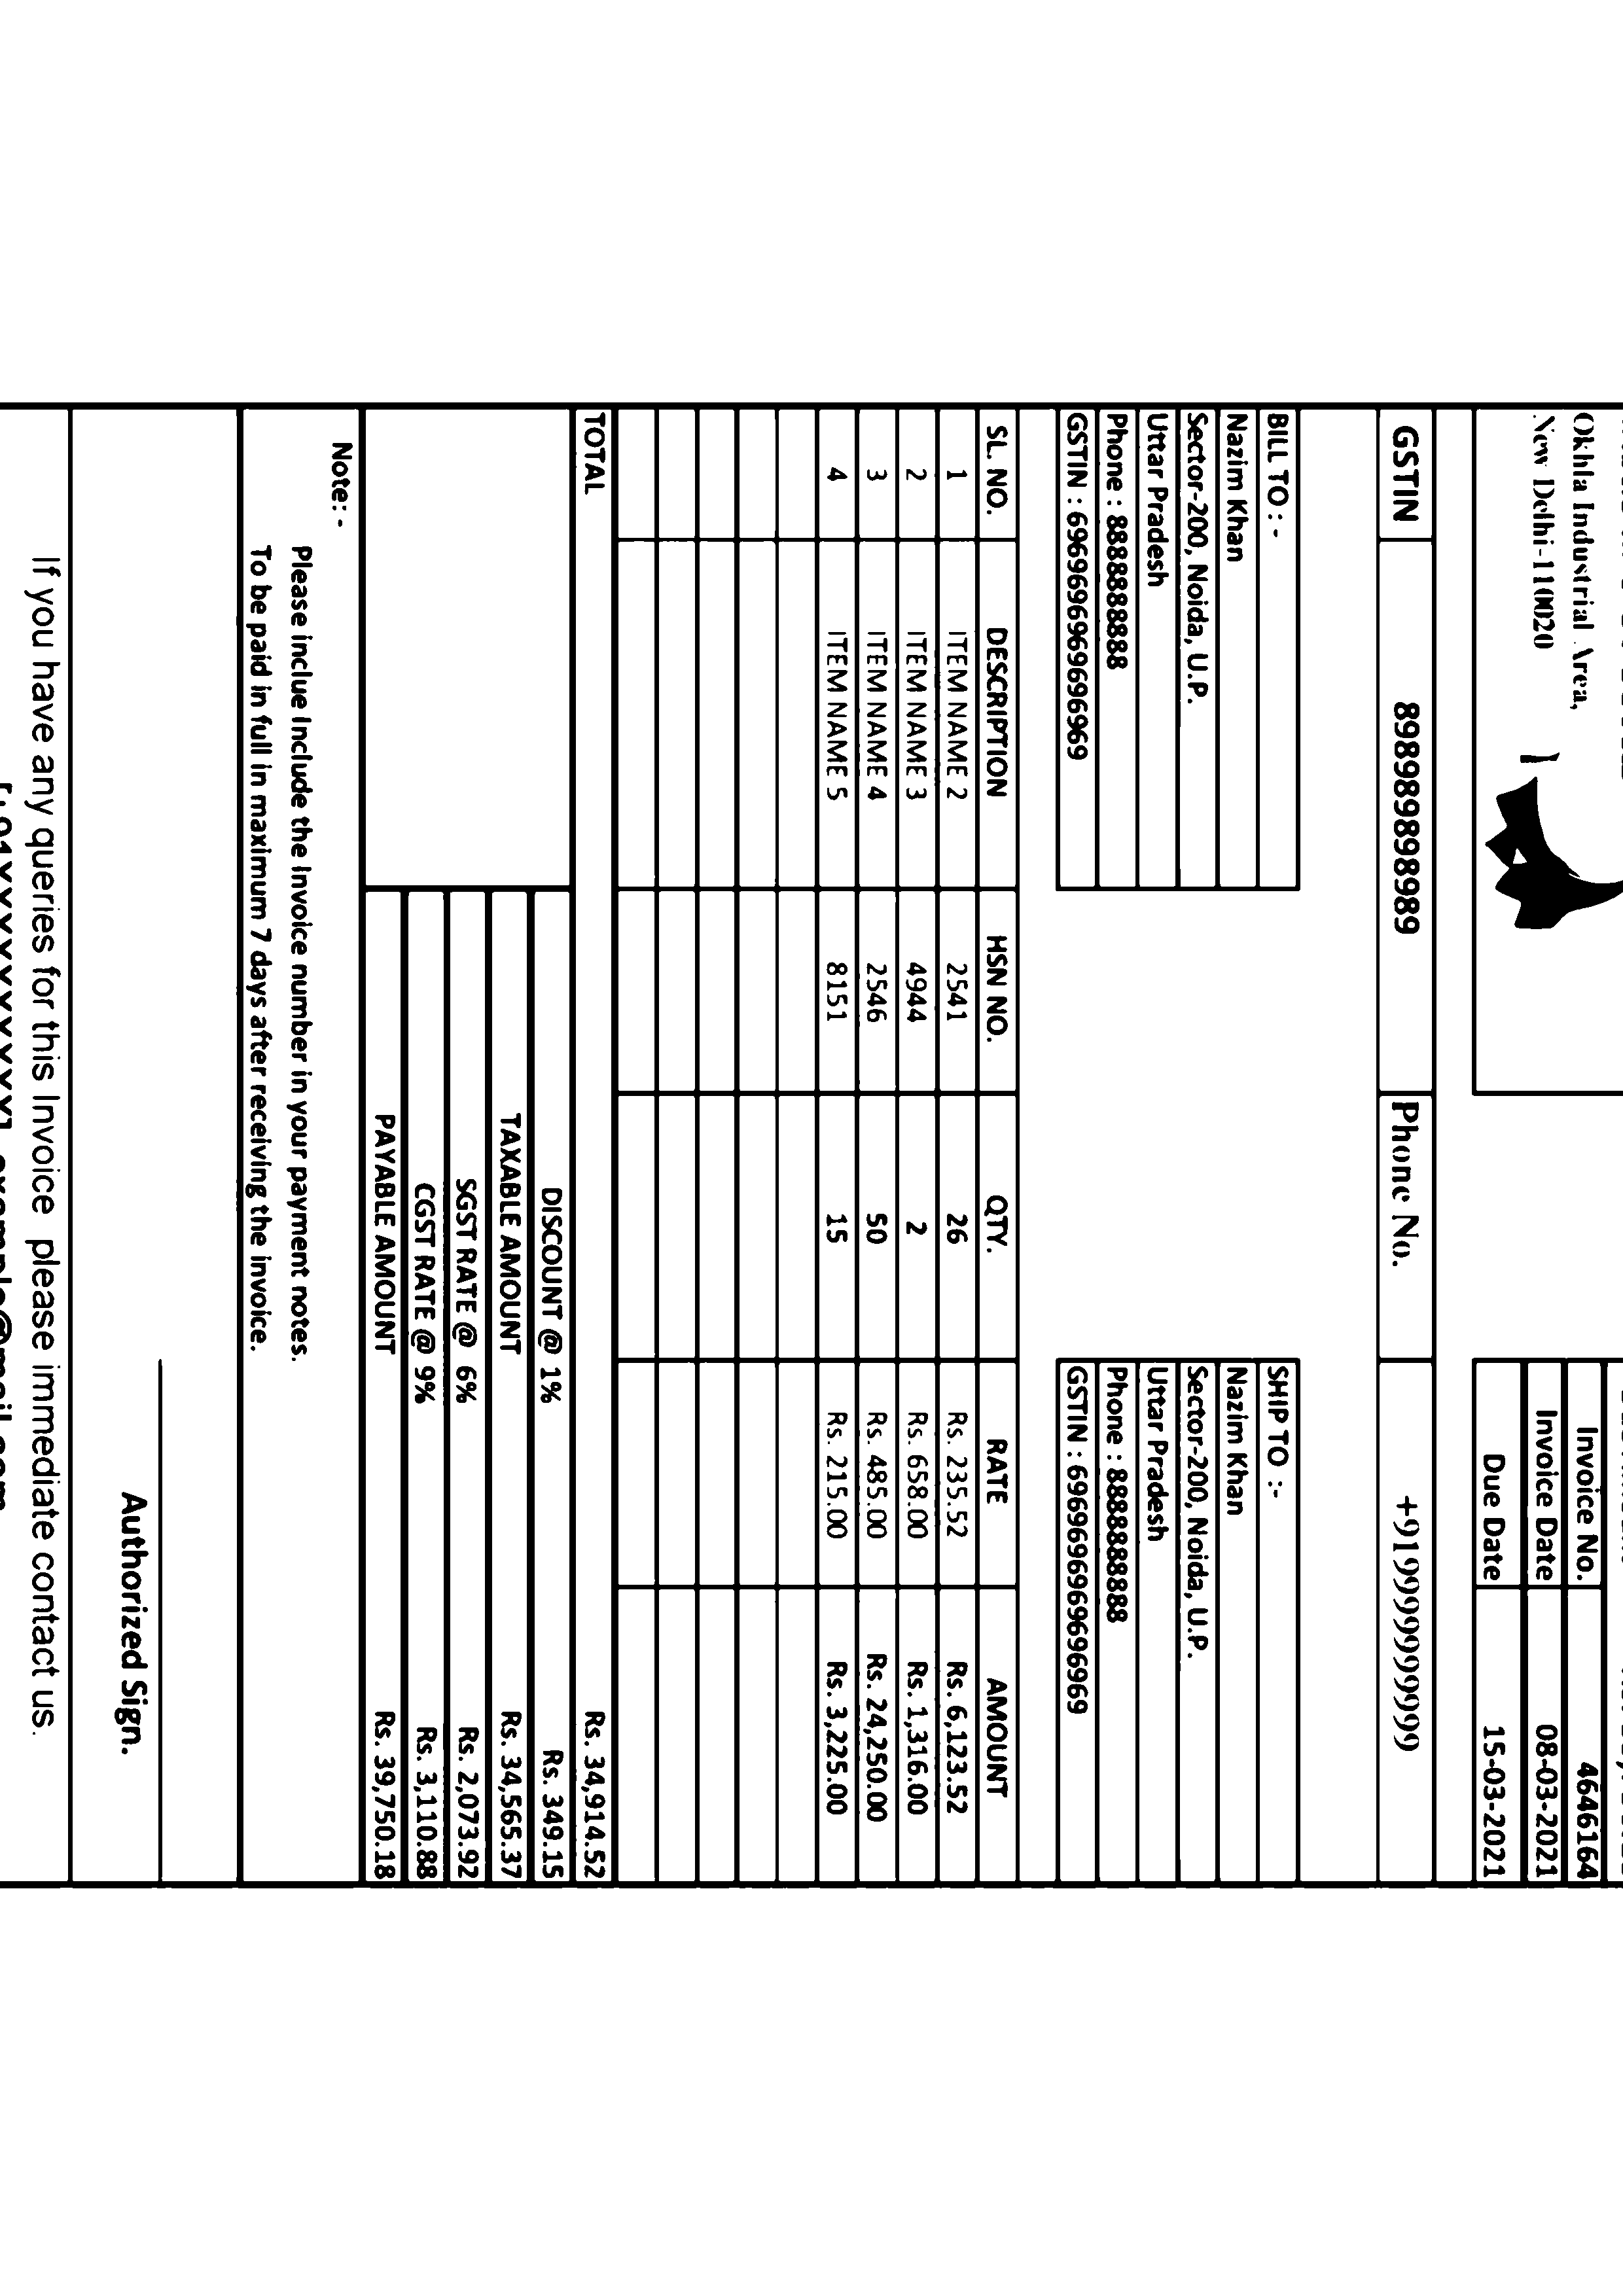 Okhla Industrial Area,
New Delhi-110020
Invoice No. 4646164
Invoice Date 08-03-2021
Due Date 15-03-2021
GSTIN 898989898989 Phone No. +919999999999
BILL TO : - SHIP TO :-
Nazim Khan Nazim Khan
Sector-200, Noida, U.P. Sector-200, Noida, U.P.
Uttar Pradesh Uttar Pradesh
Phone : 8888888888 Phone : 8888888888
GSTIN : 696969696969696969 GSTIN : 696969696969696969
SL. NO. DESCRIPTION HSN NO. QTY. RATE AMOUNT
1 ITEM NAME 2 2541 26 Rs. 235.52 Rs. 6,123.52
2 ITEM NAME 3 4944 2 Rs. 658.00 Rs. 1,316.00
3 ITEM NAME 4 2546 50 Rs. 485.00 Rs. 24,250.00
4 ITEM NAME 5 8151 15 Rs. 215.00 Rs. 3,225.00
TOTAL Rs. 34,914.52
DISCOUNT @ 1% Rs. 349.15
TAXABLE AMOUNT Rs. 34,565.37
SGST RATE @ 6% Rs. 2,073.92
CGST RATE @ 9% Rs. 3,110.88
PAYABLE AMOUNT Rs. 39,750.18
Note: -
Please inclue Include the Invoice number in your payment notes.
To be paid in full in maximum 7 days after receiving the invoice.
Authorized Sign.
If you have any queries for this Invoice please immediate contact us.